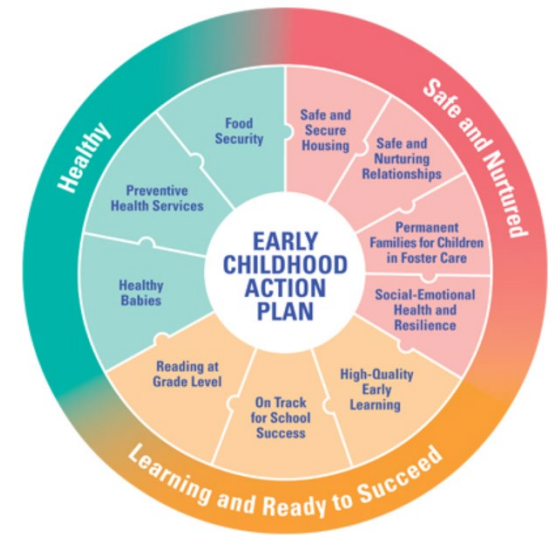 Healthy
Safe and Nurtured
Learning and Ready to Succeed
EARLY
CHILDHOOD
ACTION
PLAN
Food
Security
Safe and
Secure
Housing
Safe and
Nurturing
Relationships
Permanent
Families for Children
in Foster Care
Social-Emotional
Health and
Resilience
High-Quality
Early
Learning
On Track
for School
Success
Reading at
Grade Level
Healthy
Babies
Preventive
Health Services